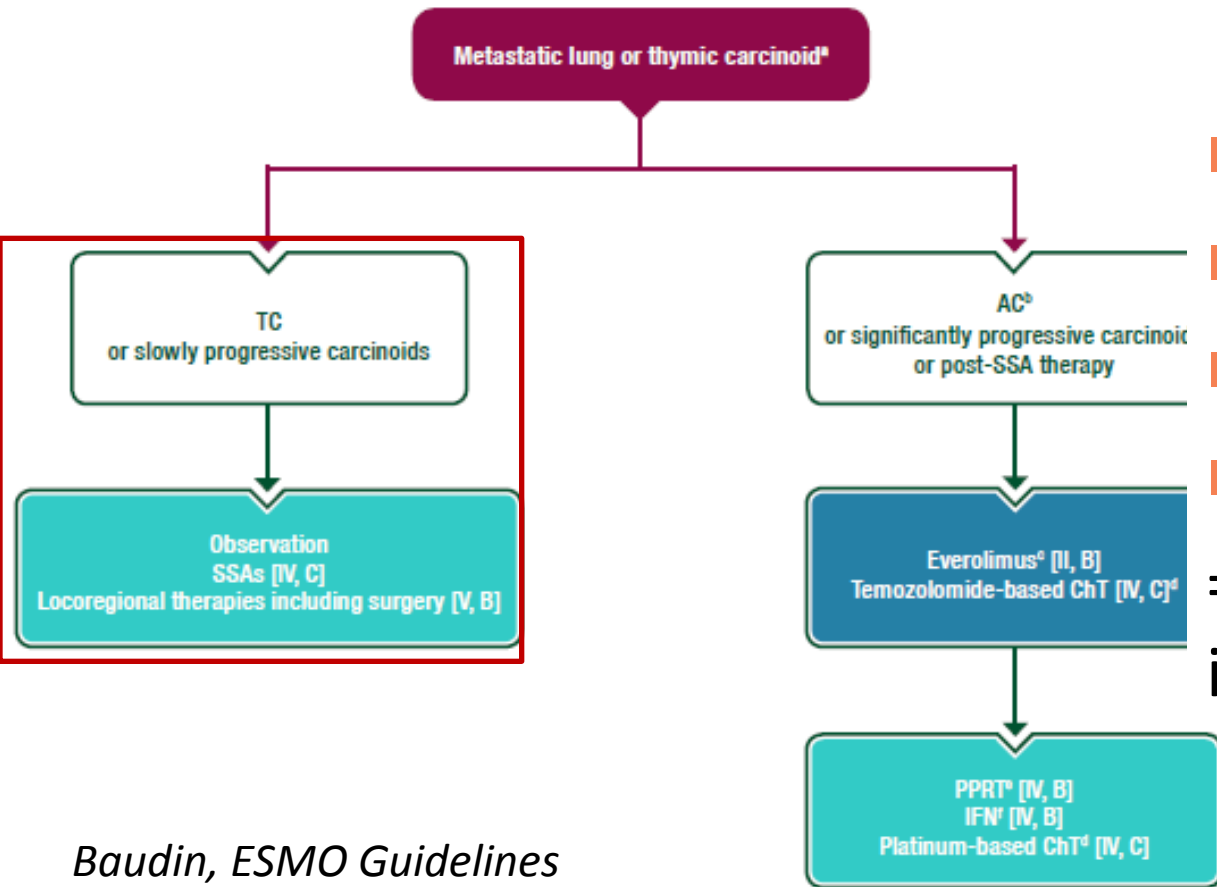 Metastatic lung or thymic carcinoidª
TC
or slowly progressive carcinoids
ACᵇ
or significantly progressive
or post-SSA therapy
Observation
SSAs [IV, C]
Locoregional therapies including surgery [V, B]
Everolimusᶜ [II, B]
Temozolomide-based ChT [IV, C]ᵈ
PPRTᵉ [IV, B]
IFNᶠ [IV, B]
Platinum-based ChTᵈ [IV, C]
Baudin, ESMO Guidelines